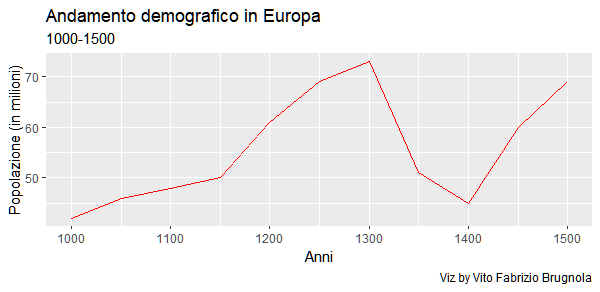 Andamento demografico in Europa
1000-1500
Popolazione (in milioni)
70
60
50
1000 1100 1200 1300 1400 1500
Anni
Viz by Vito Fabrizio Brugnola